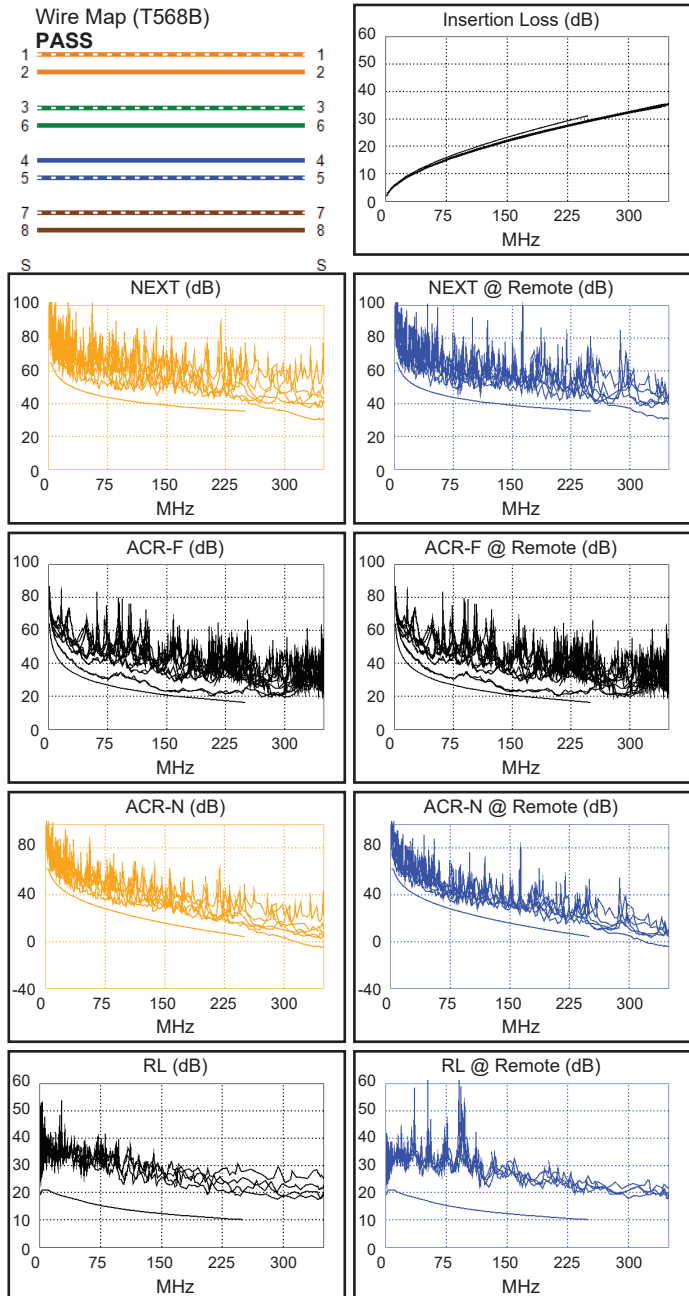 Wire Map (T568B)
PASS
1 1
2 2
3 3
6 6
4 4
5 5
7 7
8 8
S S
Insertion Loss (dB)
60
50
40
30
20
10
0
0 75 150 225 300
MHz
NEXT (dB)
100
80
60
40
20
0
0 75 150 225 300
MHz
NEXT @ Remote (dB)
100
80
60
40
20
0
0 75 150 225 300
MHz
ACR-F (dB)
100
80
60
40
20
0
0 75 150 225 300
MHz
ACR-F @ Remote (dB)
100
80
60
40
20
0
0 75 150 225 300
MHz
ACR-N (dB)
80
40
0
-40
0 75 150 225 300
MHz
ACR-N @ Remote (dB)
80
40
0
-40
0 75 150 225 300
MHz
RL (dB)
60
50
40
30
20
10
0
0 75 150 225 300
MHz
RL @ Remote (dB)
60
50
40
30
20
10
0
0 75 150 225 300
MHz